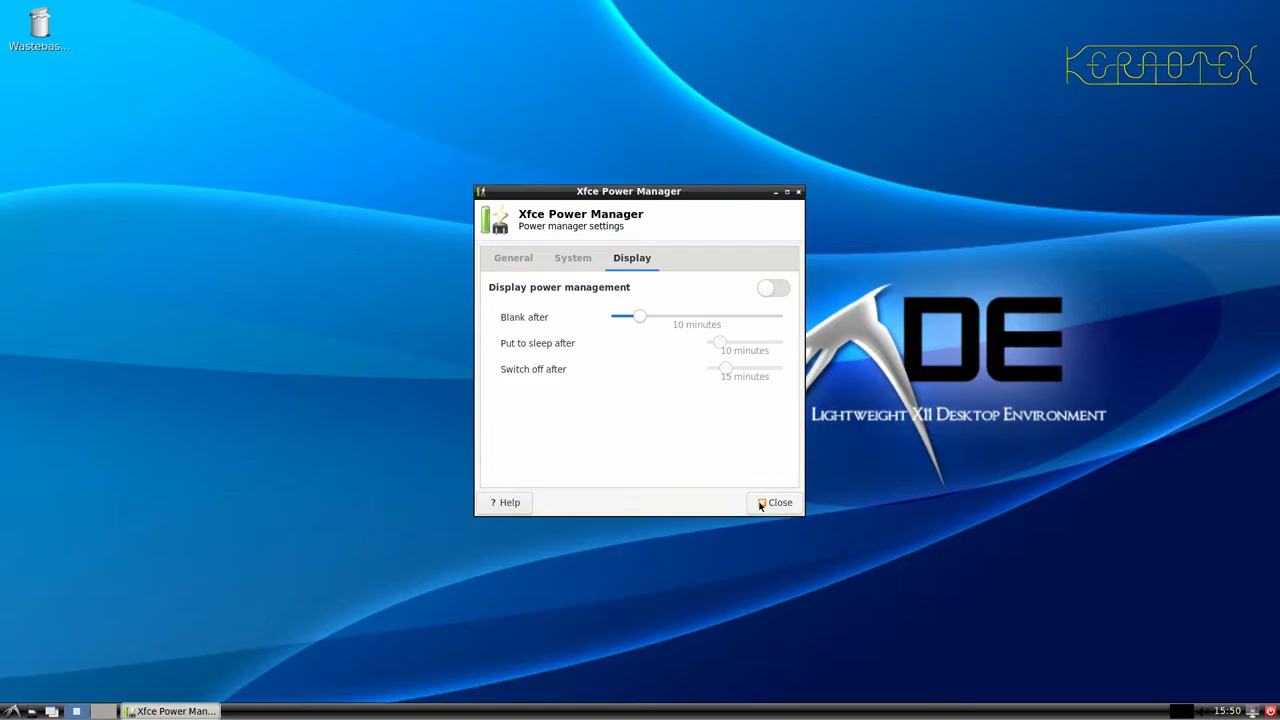 Wastebas...
KERAOTEX
Xfce Power Manager
Xfce Power Manager
Power manager settings
General System Display
Display power management
Blank after
10 minutes
Put to sleep after
10 minutes
Switch off after
15 minutes
? Help
Close
DE
LIGHTWEIGHT X11 DESKTOP ENVIRONMENT
Xfce Power Man...
15:50